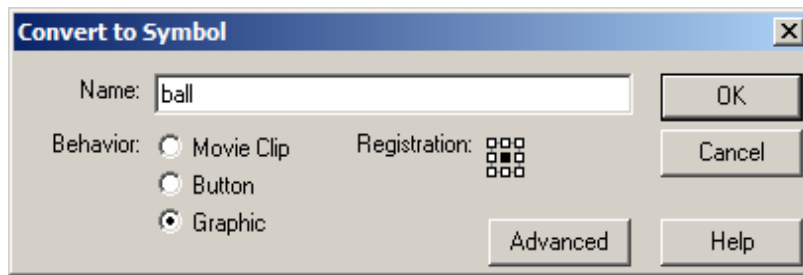 Convert to Symbol
Name: ball OK
Behavior: Movie Clip Registration: Cancel
Button
Graphic
Advanced Help